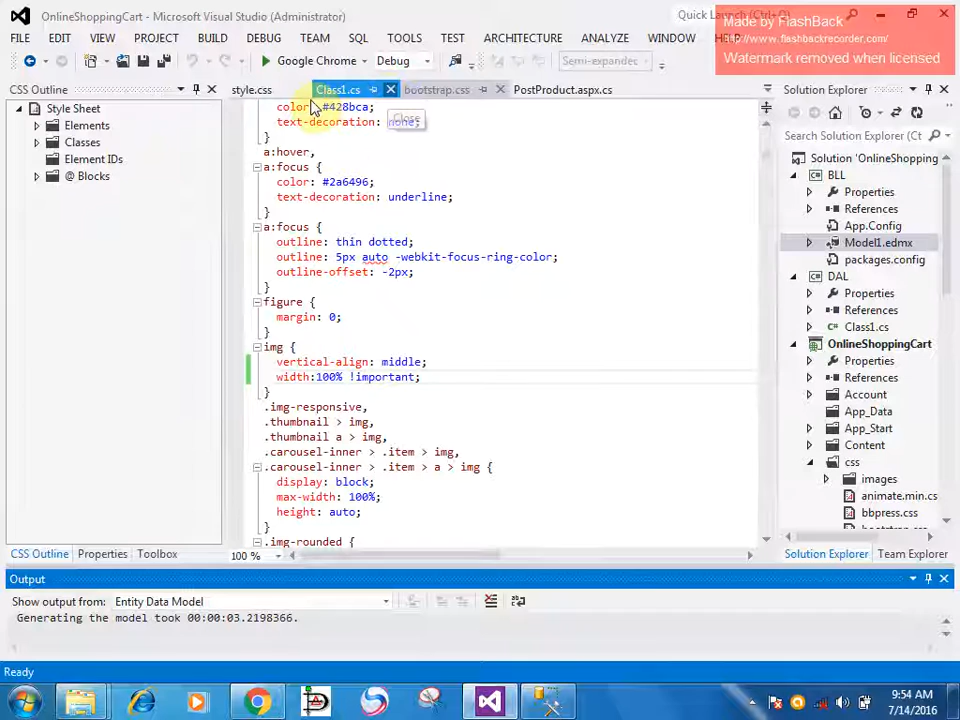 OnlineShoppingCart - Microsoft Visual Studio (Administrator)
Quick Launch (Ctrl+Q)
Made by FlashBack
http://www.flashbackrecorder.com/
Watermark removed when licensed
FILE EDIT VIEW PROJECT BUILD DEBUG TEAM SQL TOOLS TEST ARCHITECTURE ANALYZE WINDOW HELP
Google Chrome Debug Semi-expanded
CSS Outline
style.css Class1.cs bootstrap.css PostProduct.aspx.cs
Solution Explorer
Style Sheet
Elements
Classes
Element IDs
@ Blocks
color: #428bca;
text-decoration: none;
Close
}
a:hover,
a:focus {
color: #2a6496;
text-decoration: underline;
}
a:focus {
outline: thin dotted;
outline: 5px auto -webkit-focus-ring-color;
outline-offset: -2px;
}
figure {
margin: 0;
}
img {
vertical-align: middle;
width:100% !important;
}
.img-responsive,
.thumbnail > img,
.thumbnail a > img,
.carousel-inner > .item > img,
.carousel-inner > .item > a > img {
display: block;
max-width: 100%;
height: auto;
}
.img-rounded {
100 %
Search Solution Explorer (Ct
Solution 'OnlineShopping
BLL
Properties
References
App.Config
Model1.edmx
packages.config
DAL
Properties
References
Class1.cs
OnlineShoppingCart
Properties
References
Account
App_Data
App_Start
Content
css
images
animate.min.cs
bbpress.css
CSS Outline Properties Toolbox
Solution Explorer Team Explorer
Output
Show output from: Entity Data Model
Generating the model took 00:00:03.2198366.
Ready
9:54 AM
7/14/2016